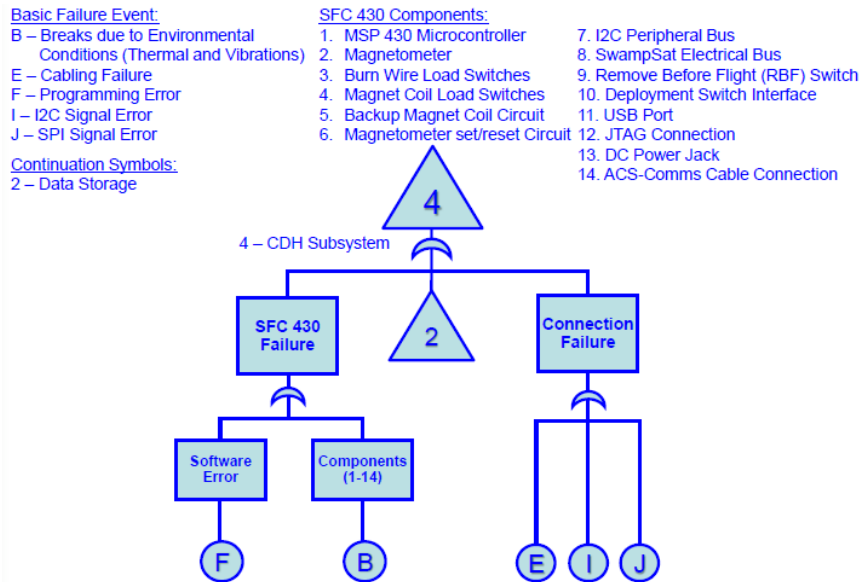 Basic Failure Event:
B – Breaks due to Environmental
Conditions (Thermal and Vibrations)
E – Cabling Failure
F – Programming Error
I – I2C Signal Error
J – SPI Signal Error
Continuation Symbols:
2 – Data Storage
SFC 430 Components:
1. MSP 430 Microcontroller
2. Magnetometer
3. Burn Wire Load Switches
4. Magnet Coil Load Switches
5. Backup Magnet Coil Circuit
6. Magnetometer set/reset Circuit
7. I2C Peripheral Bus
8. SwampSat Electrical Bus
9. Remove Before Flight (RBF) Switch
10. Deployment Switch Interface
11. USB Port
12. JTAG Connection
13. DC Power Jack
14. ACS-Comms Cable Connection
4
4 – CDH Subsystem
SFC 430
Failure
2
Connection
Failure
Software
Error
Components
(1-14)
F
B
E
I
J